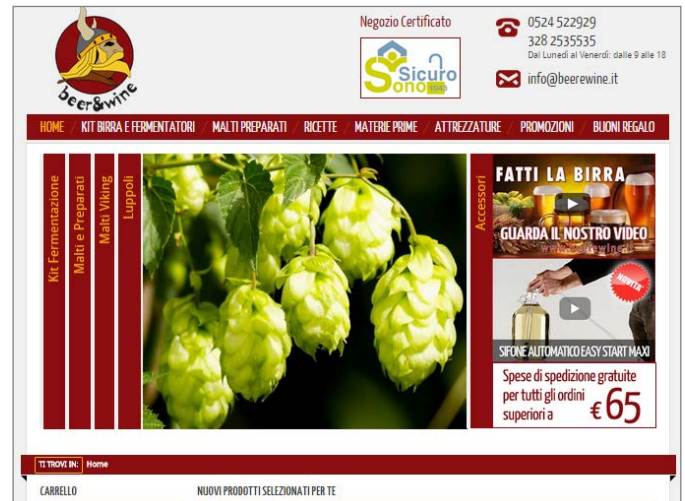 beer&wine
Negozio Certificato
Sicuro
Sono
0524 522929
328 2535535
Dai Lunedì al Venerdì: dalle 9 alle 18
info@beerewine.it
HOME / KIT BIRRA E FERMENTATORI / MALTI PREPARATI / RICETTE / MATERIE PRIME / ATTREZZATURE / PROMOZIONI / BUONI REGALO
Kit Fermentazione
Malti e Preparati
Malti Viking
Luppoli
Accessori
FATTI LA BIRRA
GUARDA IL NOSTRO VIDEO
NOVITA'
SIFONE AUTOMATICO EASY START MAXI
Spese di spedizione gratuite
per tutti gli ordini
superiori a €65
TI TROVI IN: Home
CARRELLO
NUOVI PRODOTTI SELEZIONATI PER TE